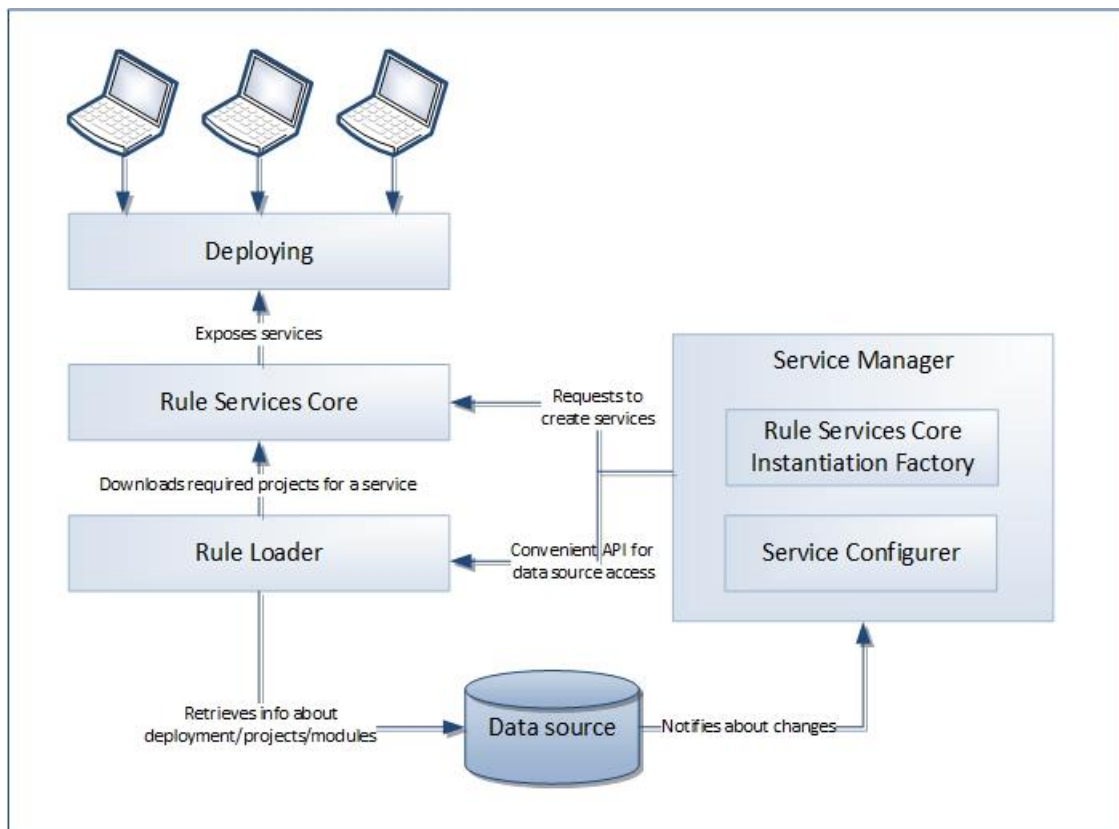 Deploying
Exposes services
Rule Services Core
Downloads required projects for a service
Rule Loader
Requests to
create services
Convenient API for
data source access
Service Manager
Rule Services Core
Instantiation Factory
Service Configurer
Retrieves info about
deployment/projects/modules
Data source
Notifies about changes